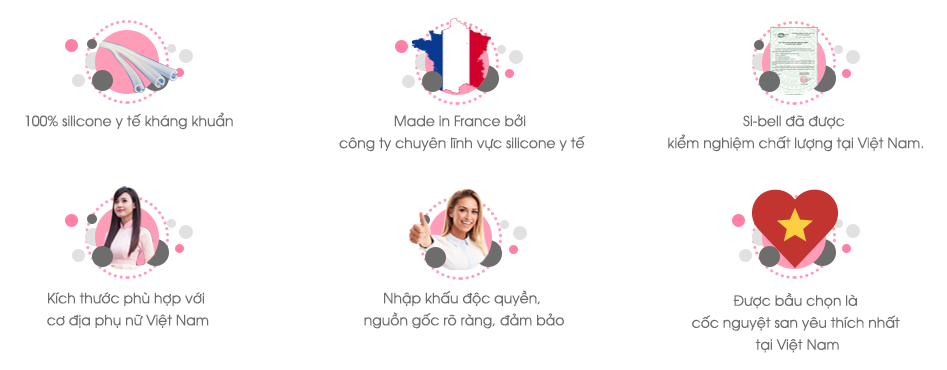 100% silicone y tế kháng khuẩn
Made in France bởi
công ty chuyên lĩnh vực silicone y tế
Si-bell đã được
kiểm nghiệm chất lượng tại Việt Nam.
Kích thước phù hợp với
cơ địa phụ nữ Việt Nam
Nhập khẩu độc quyền,
nguồn gốc rõ ràng, đảm bảo
Được bầu chọn là
cốc nguyệt san yêu thích nhất
tại Việt Nam